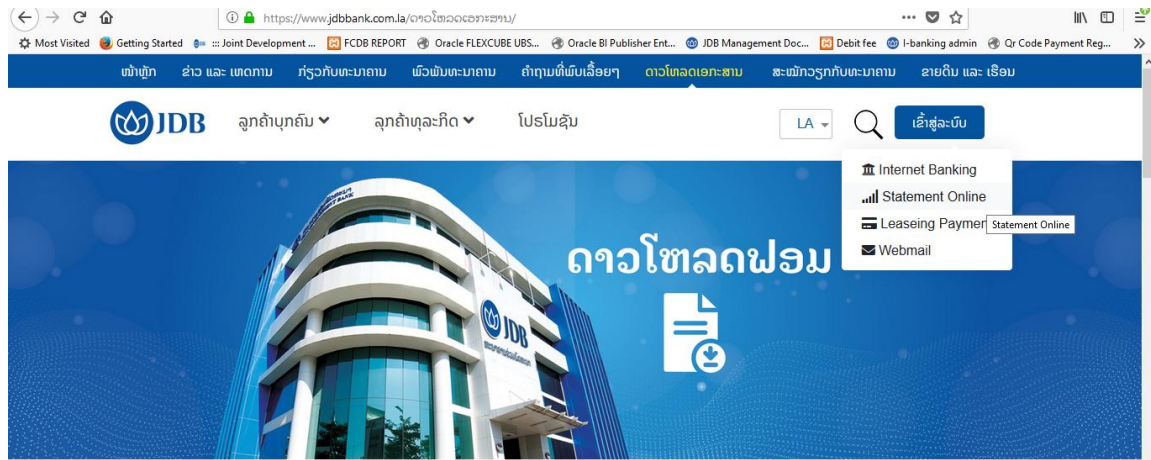 https://www.jdbbank.com.la/ດາວໂຫລດເອກະສານ/
Most Visited Getting Started ::: Joint Development ... FCDB REPORT Oracle FLEXCUBE UBS... Oracle BI Publisher Ent... JDB Management Doc... Debit fee I-banking admin Qr Code Payment Reg...
ໜ້າຫຼັກ ຂ່າວ ແລະ ເຫດການ ກ່ຽວກັບທະນາຄານ ພົວພັນທະນາຄານ ຄຳຖາມທີ່ພົບເລື້ອຍໆ ດາວໂຫລດເອກະສານ ສະໝັກວຽກກັບທະນາຄານ ຂາຍດິນ ແລະ ເຮືອນ
JDB ລູກຄ້າບຸກຄົນ ລູກຄ້າທຸລະກິດ ໂປຣໂມຊັນ LA ເຂົ້າສູ່ລະບົບ
Internet Banking
Statement Online
Leaseing Paymen
Statement Online
Webmail
ດາວໂຫລດຟອມ
JDB